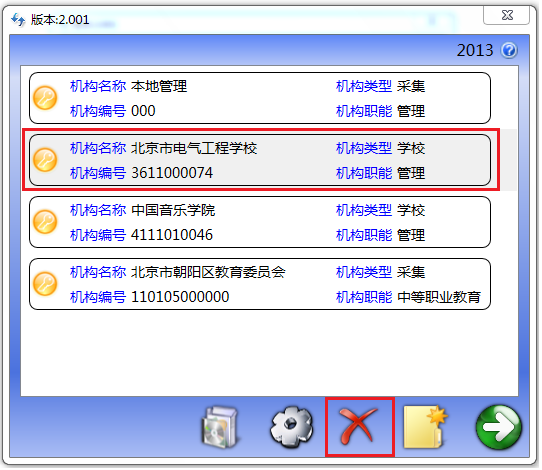 版本:2.001
2013
机构名称 本地管理 机构类型 采集
机构编号 000 机构职能 管理
机构名称 北京市电气工程学校 机构类型 学校
机构编号 3611000074 机构职能 管理
机构名称 中国音乐学院 机构类型 学校
机构编号 4111010046 机构职能 管理
机构名称 北京市朝阳区教育委员会 机构类型 采集
机构编号 110105000000 机构职能 中等职业教育